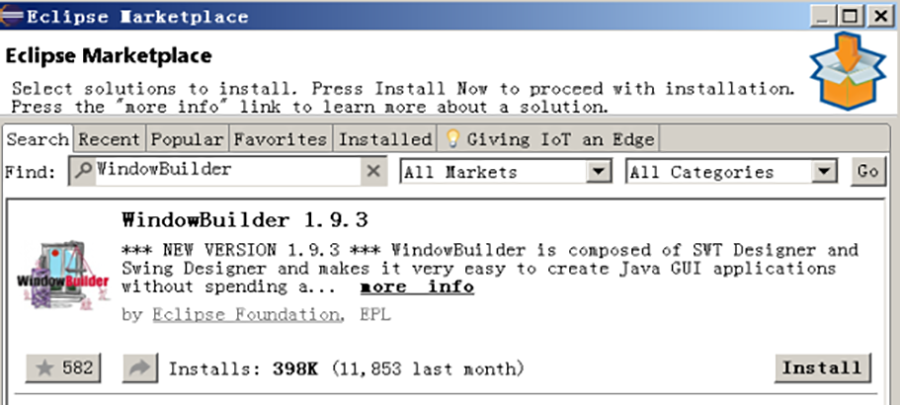 Eclipse Marketplace
Eclipse Marketplace
Select solutions to install. Press Install Now to proceed with installation.
Press the "more info" link to learn more about a solution.
Search Recent Popular Favorites Installed Giving IoT an Edge
Find: WindowBuilder All Markets All Categories Go
WindowBuilder 1.9.3
*** NEW VERSION 1.9.3 *** WindowBuilder is composed of SWT Designer and
Swing Designer and makes it very easy to create Java GUI applications
without spending a... more info
WindowBuilder
by Eclipse Foundation, EPL
582 Installs: 398K (11,853 last month) Install